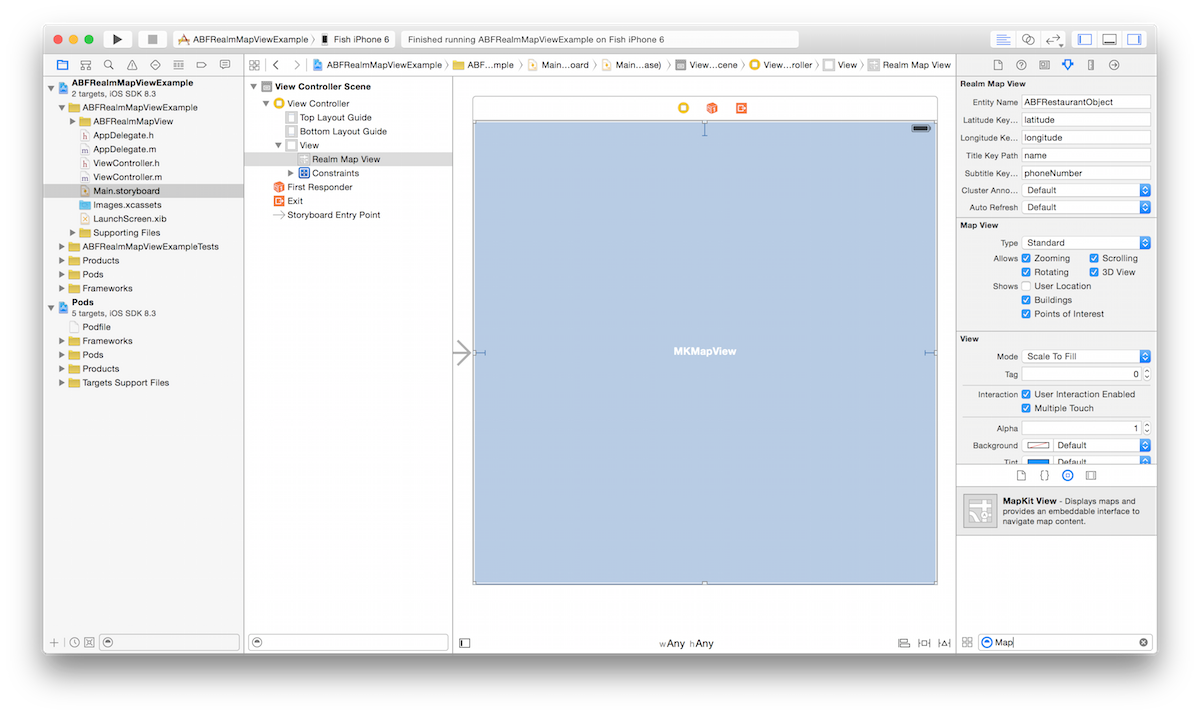 ABFRealmMapViewExample
Fish iPhone 6
Finished running ABFRealmMapViewExample on Fish iPhone 6
ABFRealmMapViewExample
ABF...mple
Main...oard
Main...ase)
View...cene
View...roller
View
Realm Map View
ABFRealmMapViewExample
2 targets, iOS SDK 8.3
ABFRealmMapViewExample
ABFRealmMapView
AppDelegate.h
AppDelegate.m
ViewController.h
ViewController.m
Main.storyboard
Images.xcassets
LaunchScreen.xib
Supporting Files
ABFRealmMapViewExampleTests
Products
Pods
Frameworks
Pods
5 targets, iOS SDK 8.3
Podfile
Frameworks
Pods
Products
Targets Support Files
View Controller Scene
View Controller
Top Layout Guide
Bottom Layout Guide
View
Realm Map View
Constraints
First Responder
Exit
Storyboard Entry Point
MKMapView
wAny hAny
Realm Map View
Entity Name ABFRestaurantObject
Latitude Key... latitude
Longitude Ke... longitude
Title Key Path name
Subtitle Key... phoneNumber
Cluster Anno... Default
Auto Refresh Default
Map View
Type Standard
Allows Zooming Scrolling
Rotating 3D View
Shows User Location
Buildings
Points of Interest
View
Mode Scale To Fill
Tag 0
Interaction User Interaction Enabled
Multiple Touch
Alpha 1
Background Default
Tint Default
MapKit View - Displays maps and
provides an embeddable interface to
navigate map content.
Map